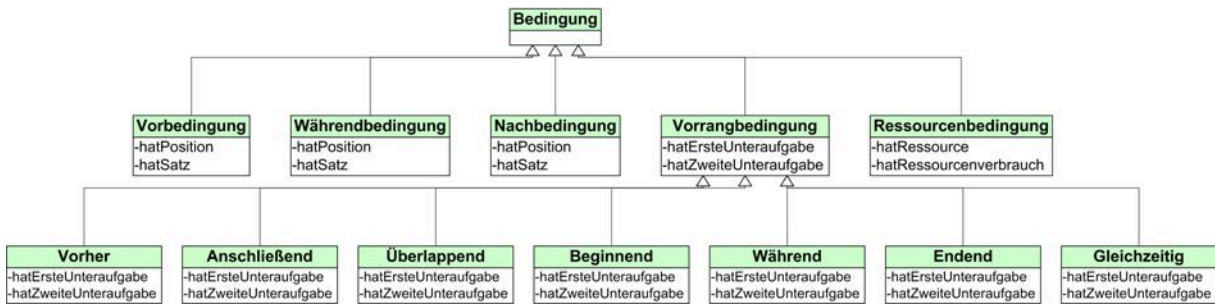 Bedingung
Vorbedingung
-hatPosition
-hatSatz
Währendbedingung
-hatPosition
-hatSatz
Nachbedingung
-hatPosition
-hatSatz
Vorrangbedingung
-hatErsteUnteraufgabe
-hatZweiteUnteraufgabe
Ressourcenbedingung
-hatRessource
-hatRessourcenverbrauch
Vorher
-hatErsteUnteraufgabe
-hatZweiteUnteraufgabe
Anschließend
-hatErsteUnteraufgabe
-hatZweiteUnteraufgabe
Überlappend
-hatErsteUnteraufgabe
-hatZweiteUnteraufgabe
Beginnend
-hatErsteUnteraufgabe
-hatZweiteUnteraufgabe
Während
-hatErsteUnteraufgabe
-hatZweiteUnteraufgabe
Endend
-hatErsteUnteraufgabe
-hatZweiteUnteraufgabe
Gleichzeitig
-hatErsteUnteraufgabe
-hatZweiteUnteraufgabe